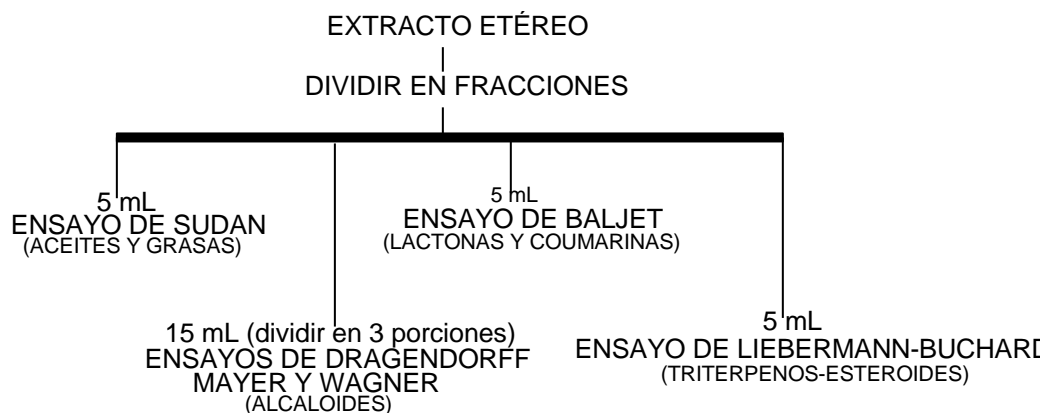 EXTRACTO ETÉREO
DIVIDIR EN FRACCIONES
5 mL
ENSAYO DE SUDAN
(ACEITES Y GRASAS)
5 mL
ENSAYO DE BALJET
(LACTONAS Y COUMARINAS)
15 mL (dividir en 3 porciones)
ENSAYOS DE DRAGENDORFF
MAYER Y WAGNER
(ALCALOIDES)
5 mL
ENSAYO DE LIEBERMANN-BUCHARD
(TRITERPENOS-ESTEROIDES)